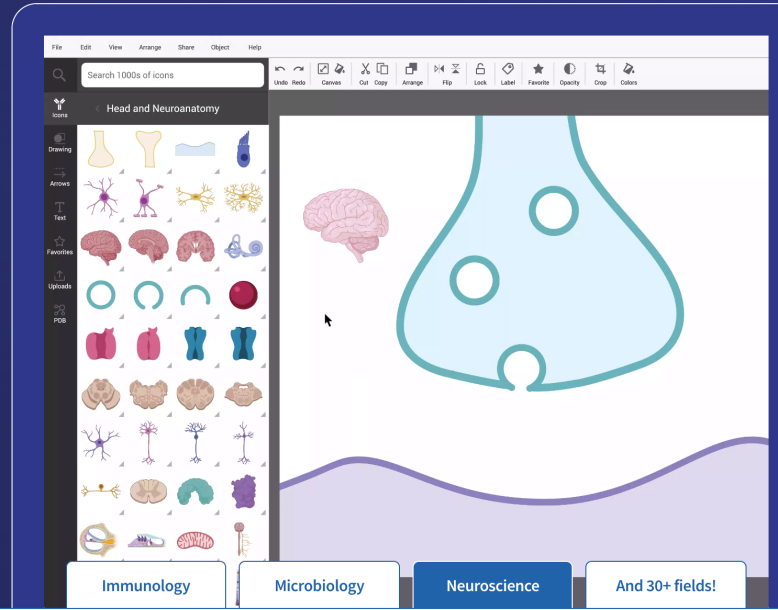 File Edit View Arrange Share Object Help
Search 1000s of icons
Undo Redo Canvas Cut Copy Arrange Flip Lock Label Favorite Opacity Crop Colors
Icons
Head and Neuroanatomy
Drawing
Arrows
Text
Favorites
Uploads
PDB
Immunology Microbiology Neuroscience And 30+ fields!